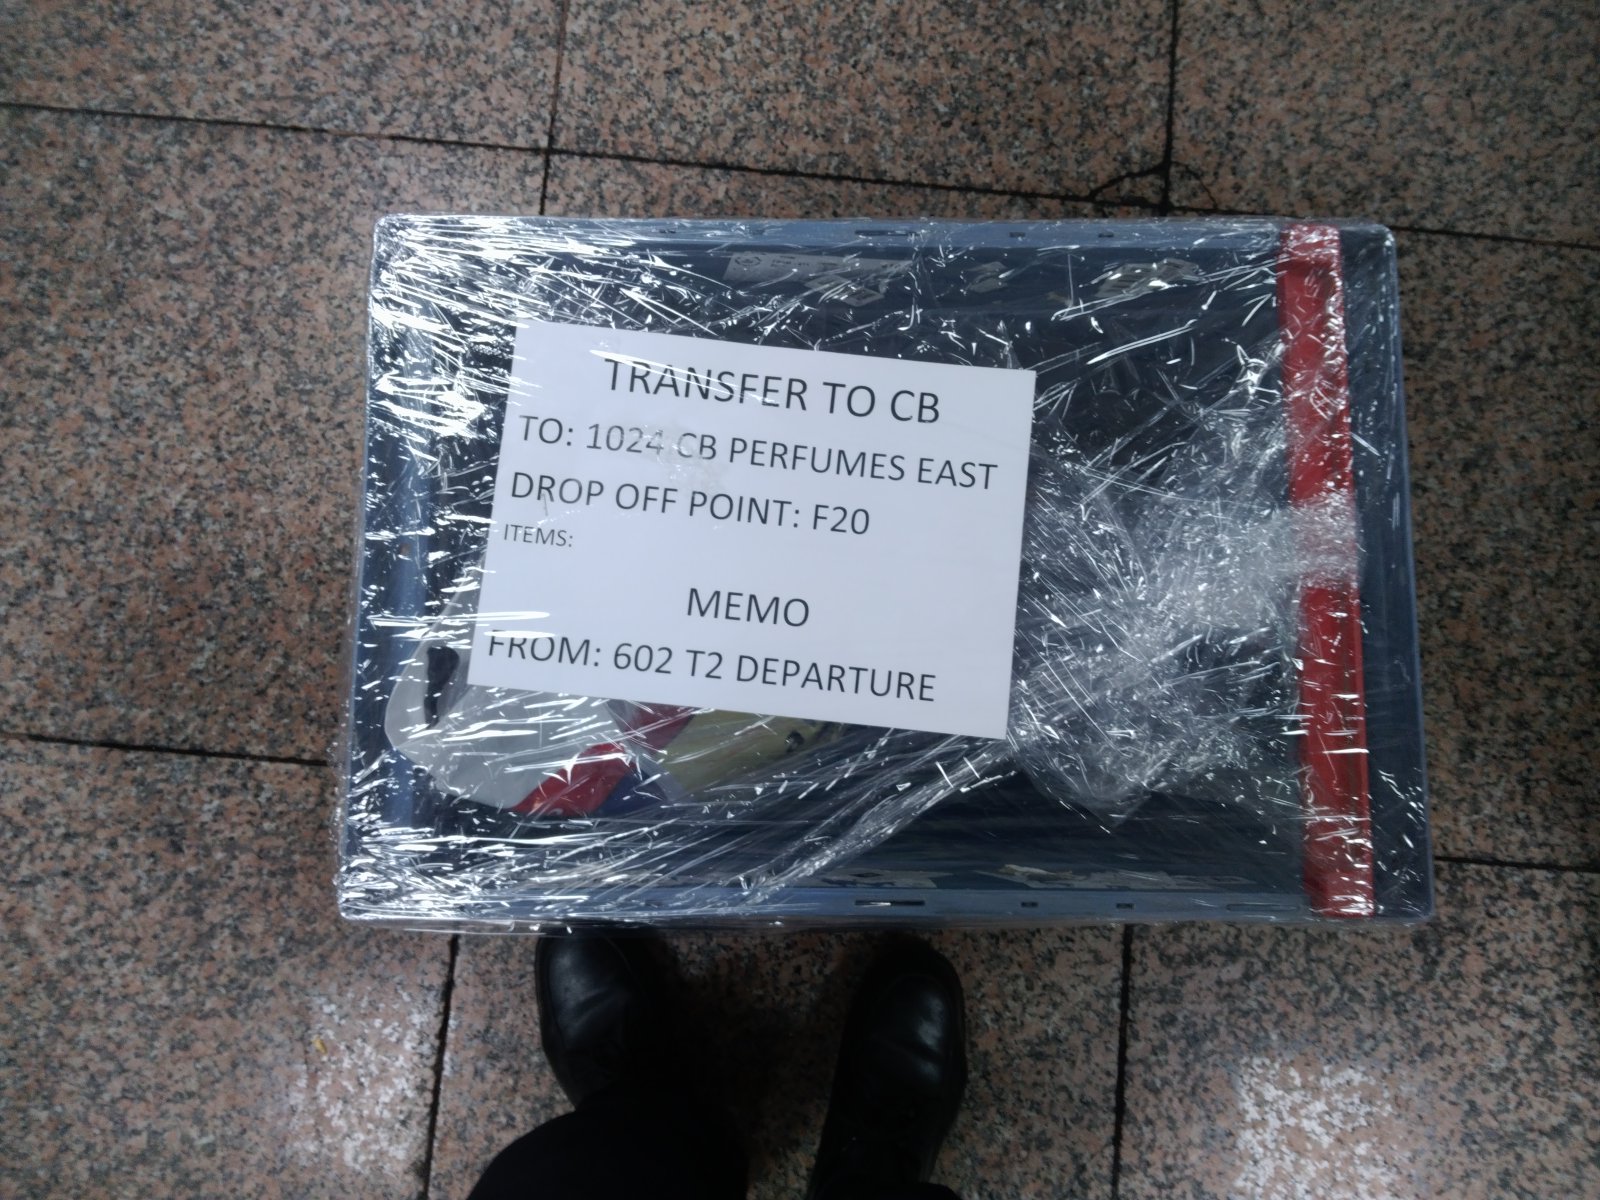 TRANSFER TO CB
TO: 1024 CB PERFUMES EAST
DROP OFF POINT: F20
ITEMS:
MEMO
FROM: 602 T2 DEPARTURE